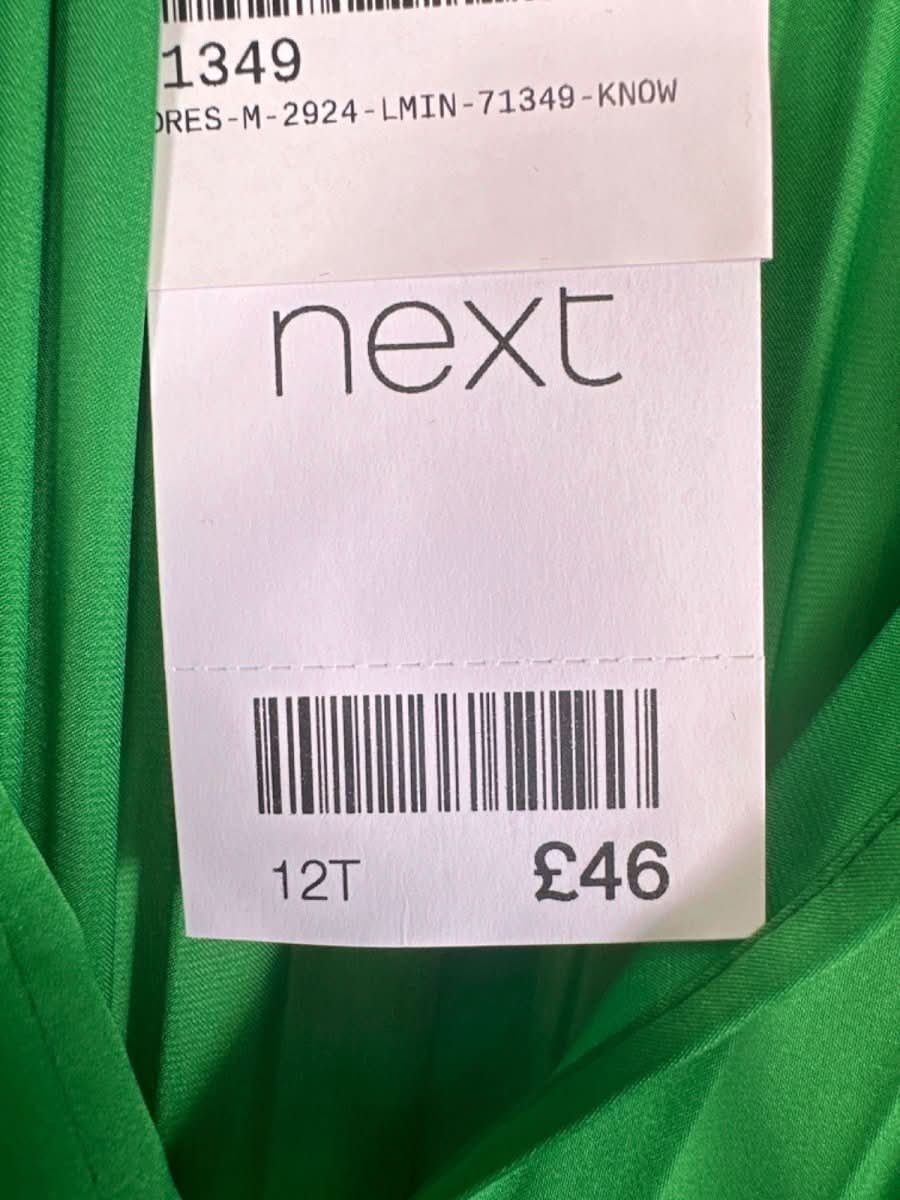 1349
DRES-M-2924-LMIN-71349-KNOW
next
12T £46